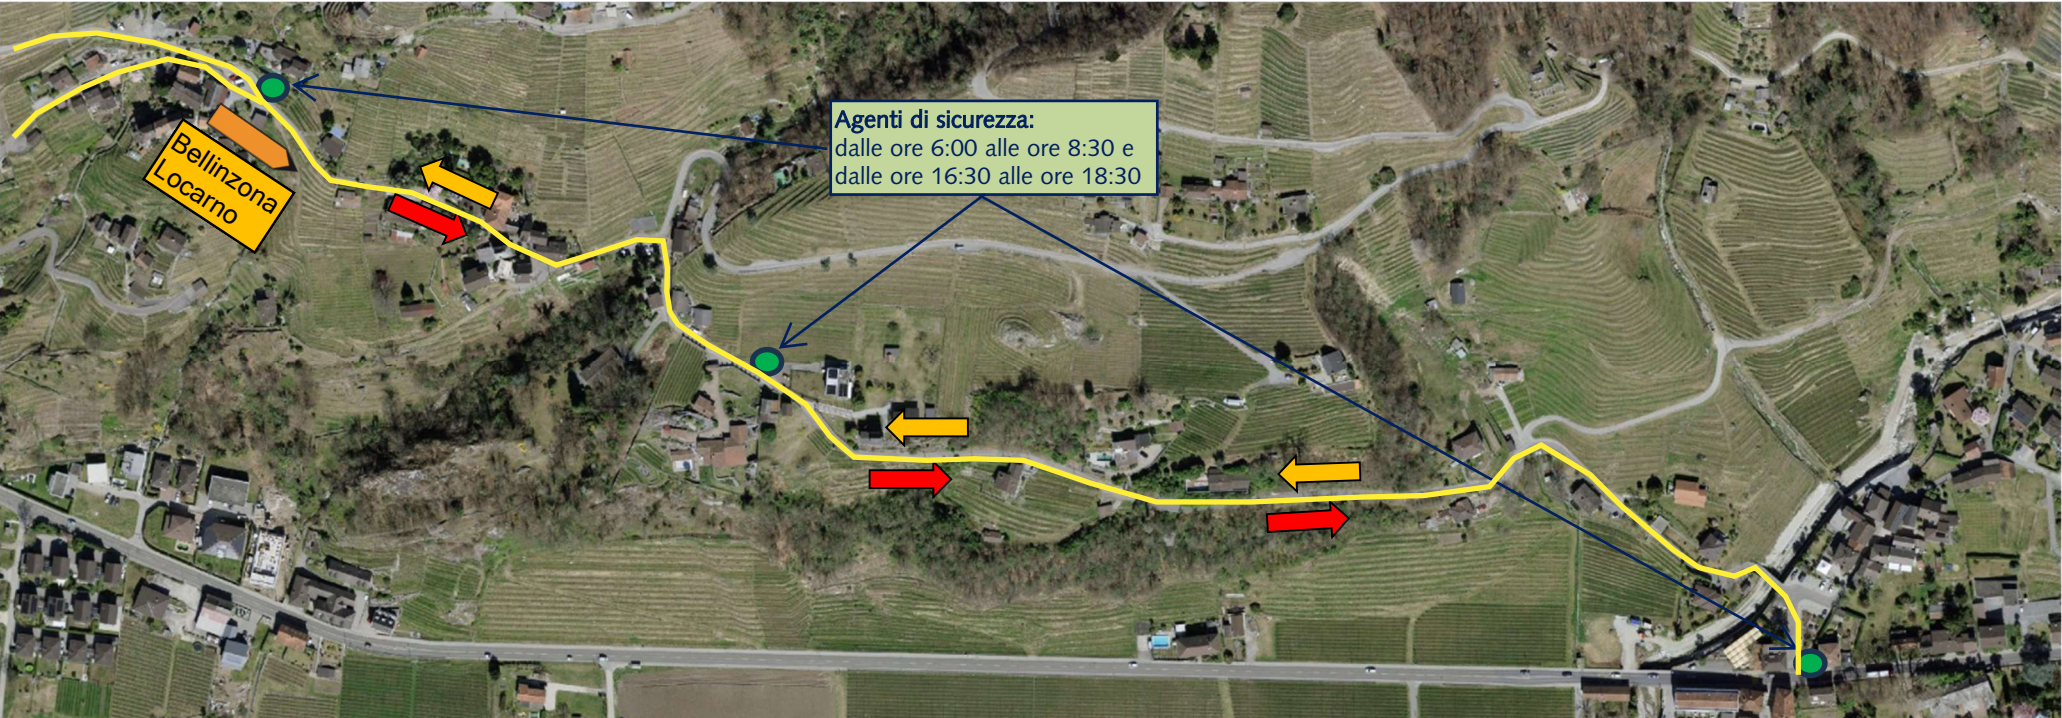 Agenti di sicurezza:
dalle ore 6:00 alle ore 8:30 e
dalle ore 16:30 alle ore 18:30
Bellinzona
Locarno